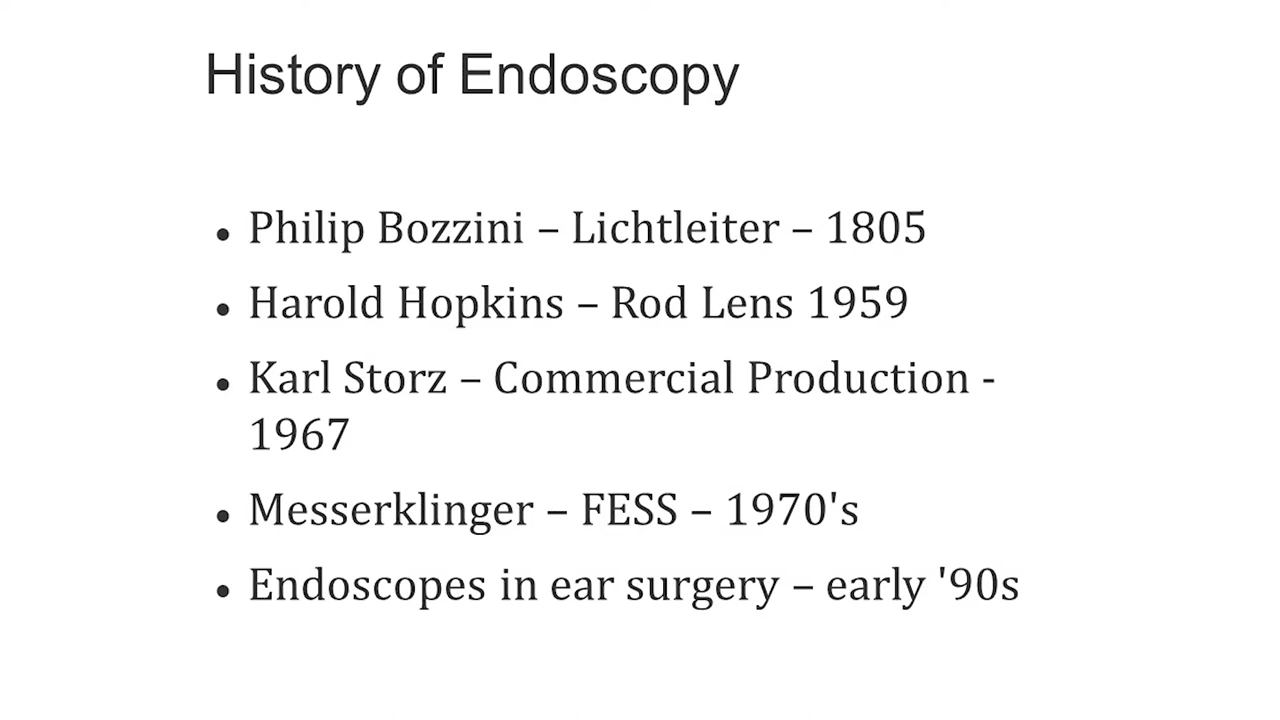 History of Endoscopy
• Philip Bozzini – Lichtleiter – 1805
• Harold Hopkins – Rod Lens 1959
• Karl Storz – Commercial Production -
1967
• Messerklinger – FESS – 1970's
• Endoscopes in ear surgery – early '90s